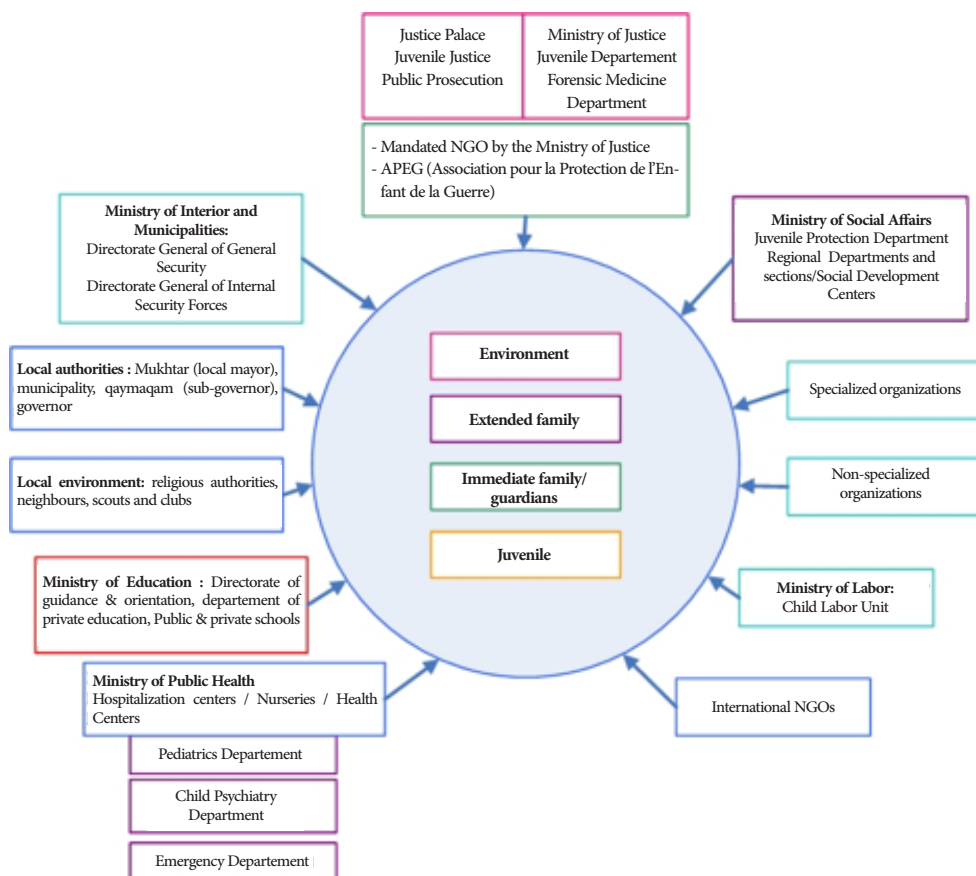 Justice Palace
Juvenile Justice
Public Prosecution
Ministry of Justice
Juvenile Departement
Forensic Medicine
Department
- Mandated NGO by the Mnistry of Justice
- APEG (Association pour la Protection de l'En-
fant de la Guerre)
Ministry of Interior and
Municipalities:
Directorate General of General
Security
Directorate General of Internal
Security Forces
Ministry of Social Affairs
Juvenile Protection Department
Regional Departments and
sections/Social Development
Centers
Local authorities : Mukhtar (local mayor),
municipality, qaymaqam (sub-governor),
governor
Environment
Extended family
Immediate family/
guardians
Juvenile
Specialized organizations
Local environment: religious authorities,
neighbours, scouts and clubs
Non-specialized
organizations
Ministry of Education : Directorate of
guidance & orientation, departement of
private education, Public & private schools
Ministry of Labor:
Child Labor Unit
Ministry of Public Health
Hospitalization centers / Nurseries / Health
Centers
International NGOs
Pediatrics Departement
Child Psychiatry
Department
Emergency Departement